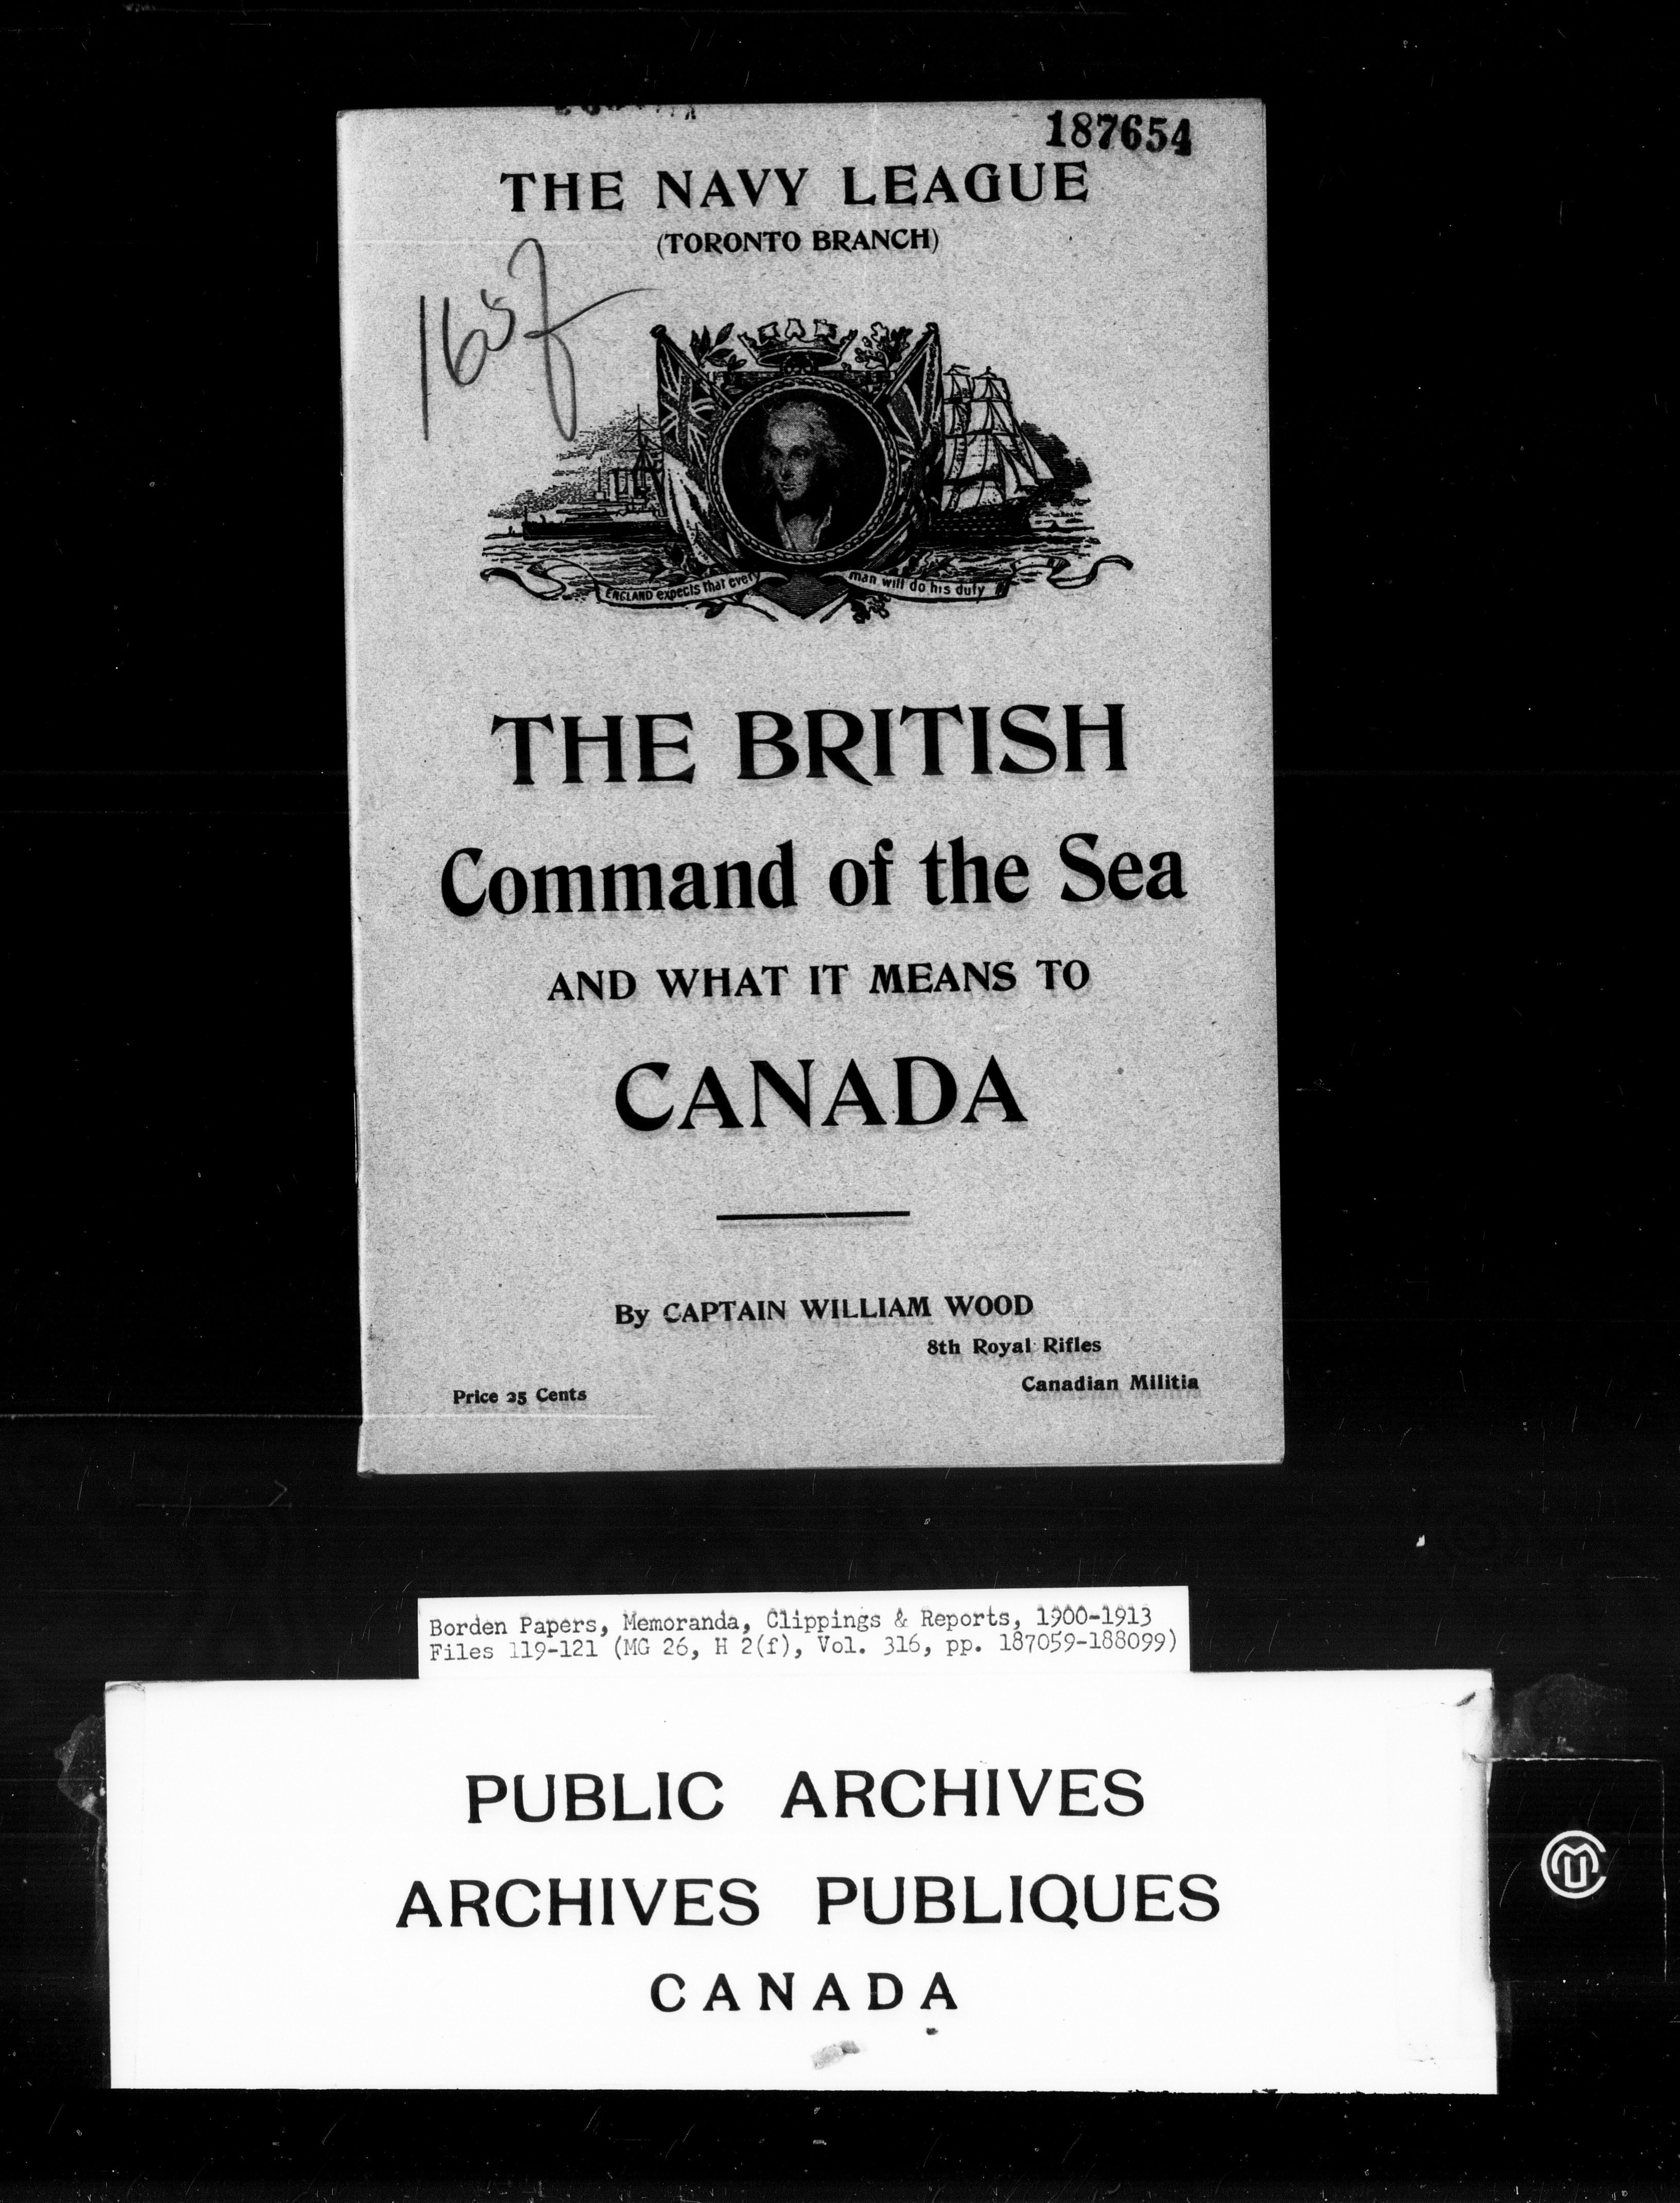 187654
THE NAVY LEAGUE
(TORONTO BRANCH)
ENGLAND expects that every man will do his duty
THE BRITISH
Command of the Sea
AND WHAT IT MEANS TO
CANADA
By CAPTAIN WILLIAM WOOD
8th Royal Rifles
Canadian Militia
Price 25 Cents
Borden Papers, Memoranda, Clippings & Reports, 1900-1913
Files 119-121 (MG 26, H 2(f), Vol. 316, pp. 187059-188099)
PUBLIC ARCHIVES
ARCHIVES PUBLIQUES
CANADA